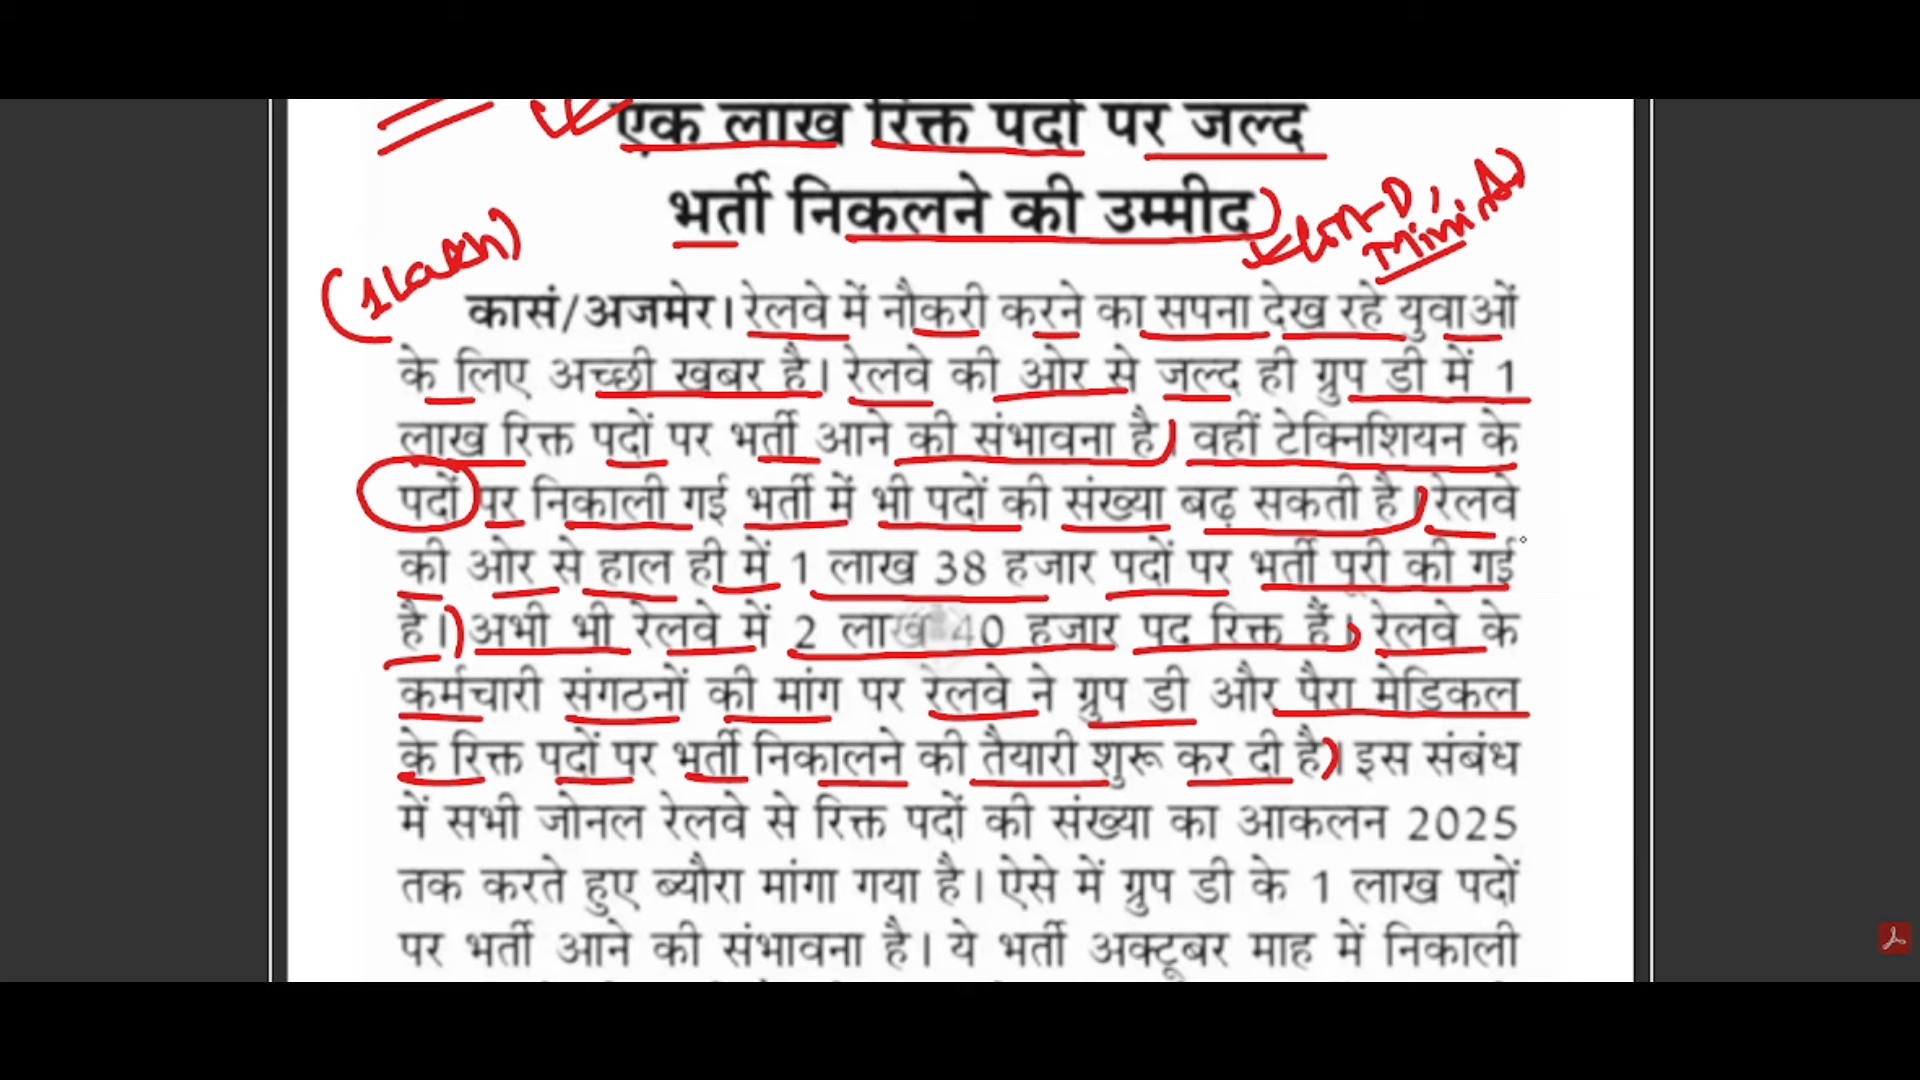 एक लाख रिक्त पदों पर जल्द
भर्ती निकलने की उम्मीद
(1 Lakh)
कासं/अजमेर। रेलवे में नौकरी करने का सपना देख रहे युवाओं
के लिए अच्छी खबर है। रेलवे की ओर से जल्द ही ग्रुप डी में 1
लाख रिक्त पदों पर भर्ती आने की संभावना है। वहीं टेक्निशियन के
पदों पर निकाली गई भर्ती में भी पदों की संख्या बढ़ सकती है। रेलवे
की ओर से हाल ही में 1 लाख 38 हजार पदों पर भर्ती पूरी की गई
है। अभी भी रेलवे में 2 लाख 40 हजार पद रिक्त हैं। रेलवे के
कर्मचारी संगठनों की मांग पर रेलवे ने ग्रुप डी और पैरा मेडिकल
के रिक्त पदों पर भर्ती निकालने की तैयारी शुरू कर दी है। इस संबंध
में सभी जोनल रेलवे से रिक्त पदों की संख्या का आकलन 2025
तक करते हुए ब्यौरा मांगा गया है। ऐसे में ग्रुप डी के 1 लाख पदों
पर भर्ती आने की संभावना है। ये भर्ती अक्टूबर माह में निकाली